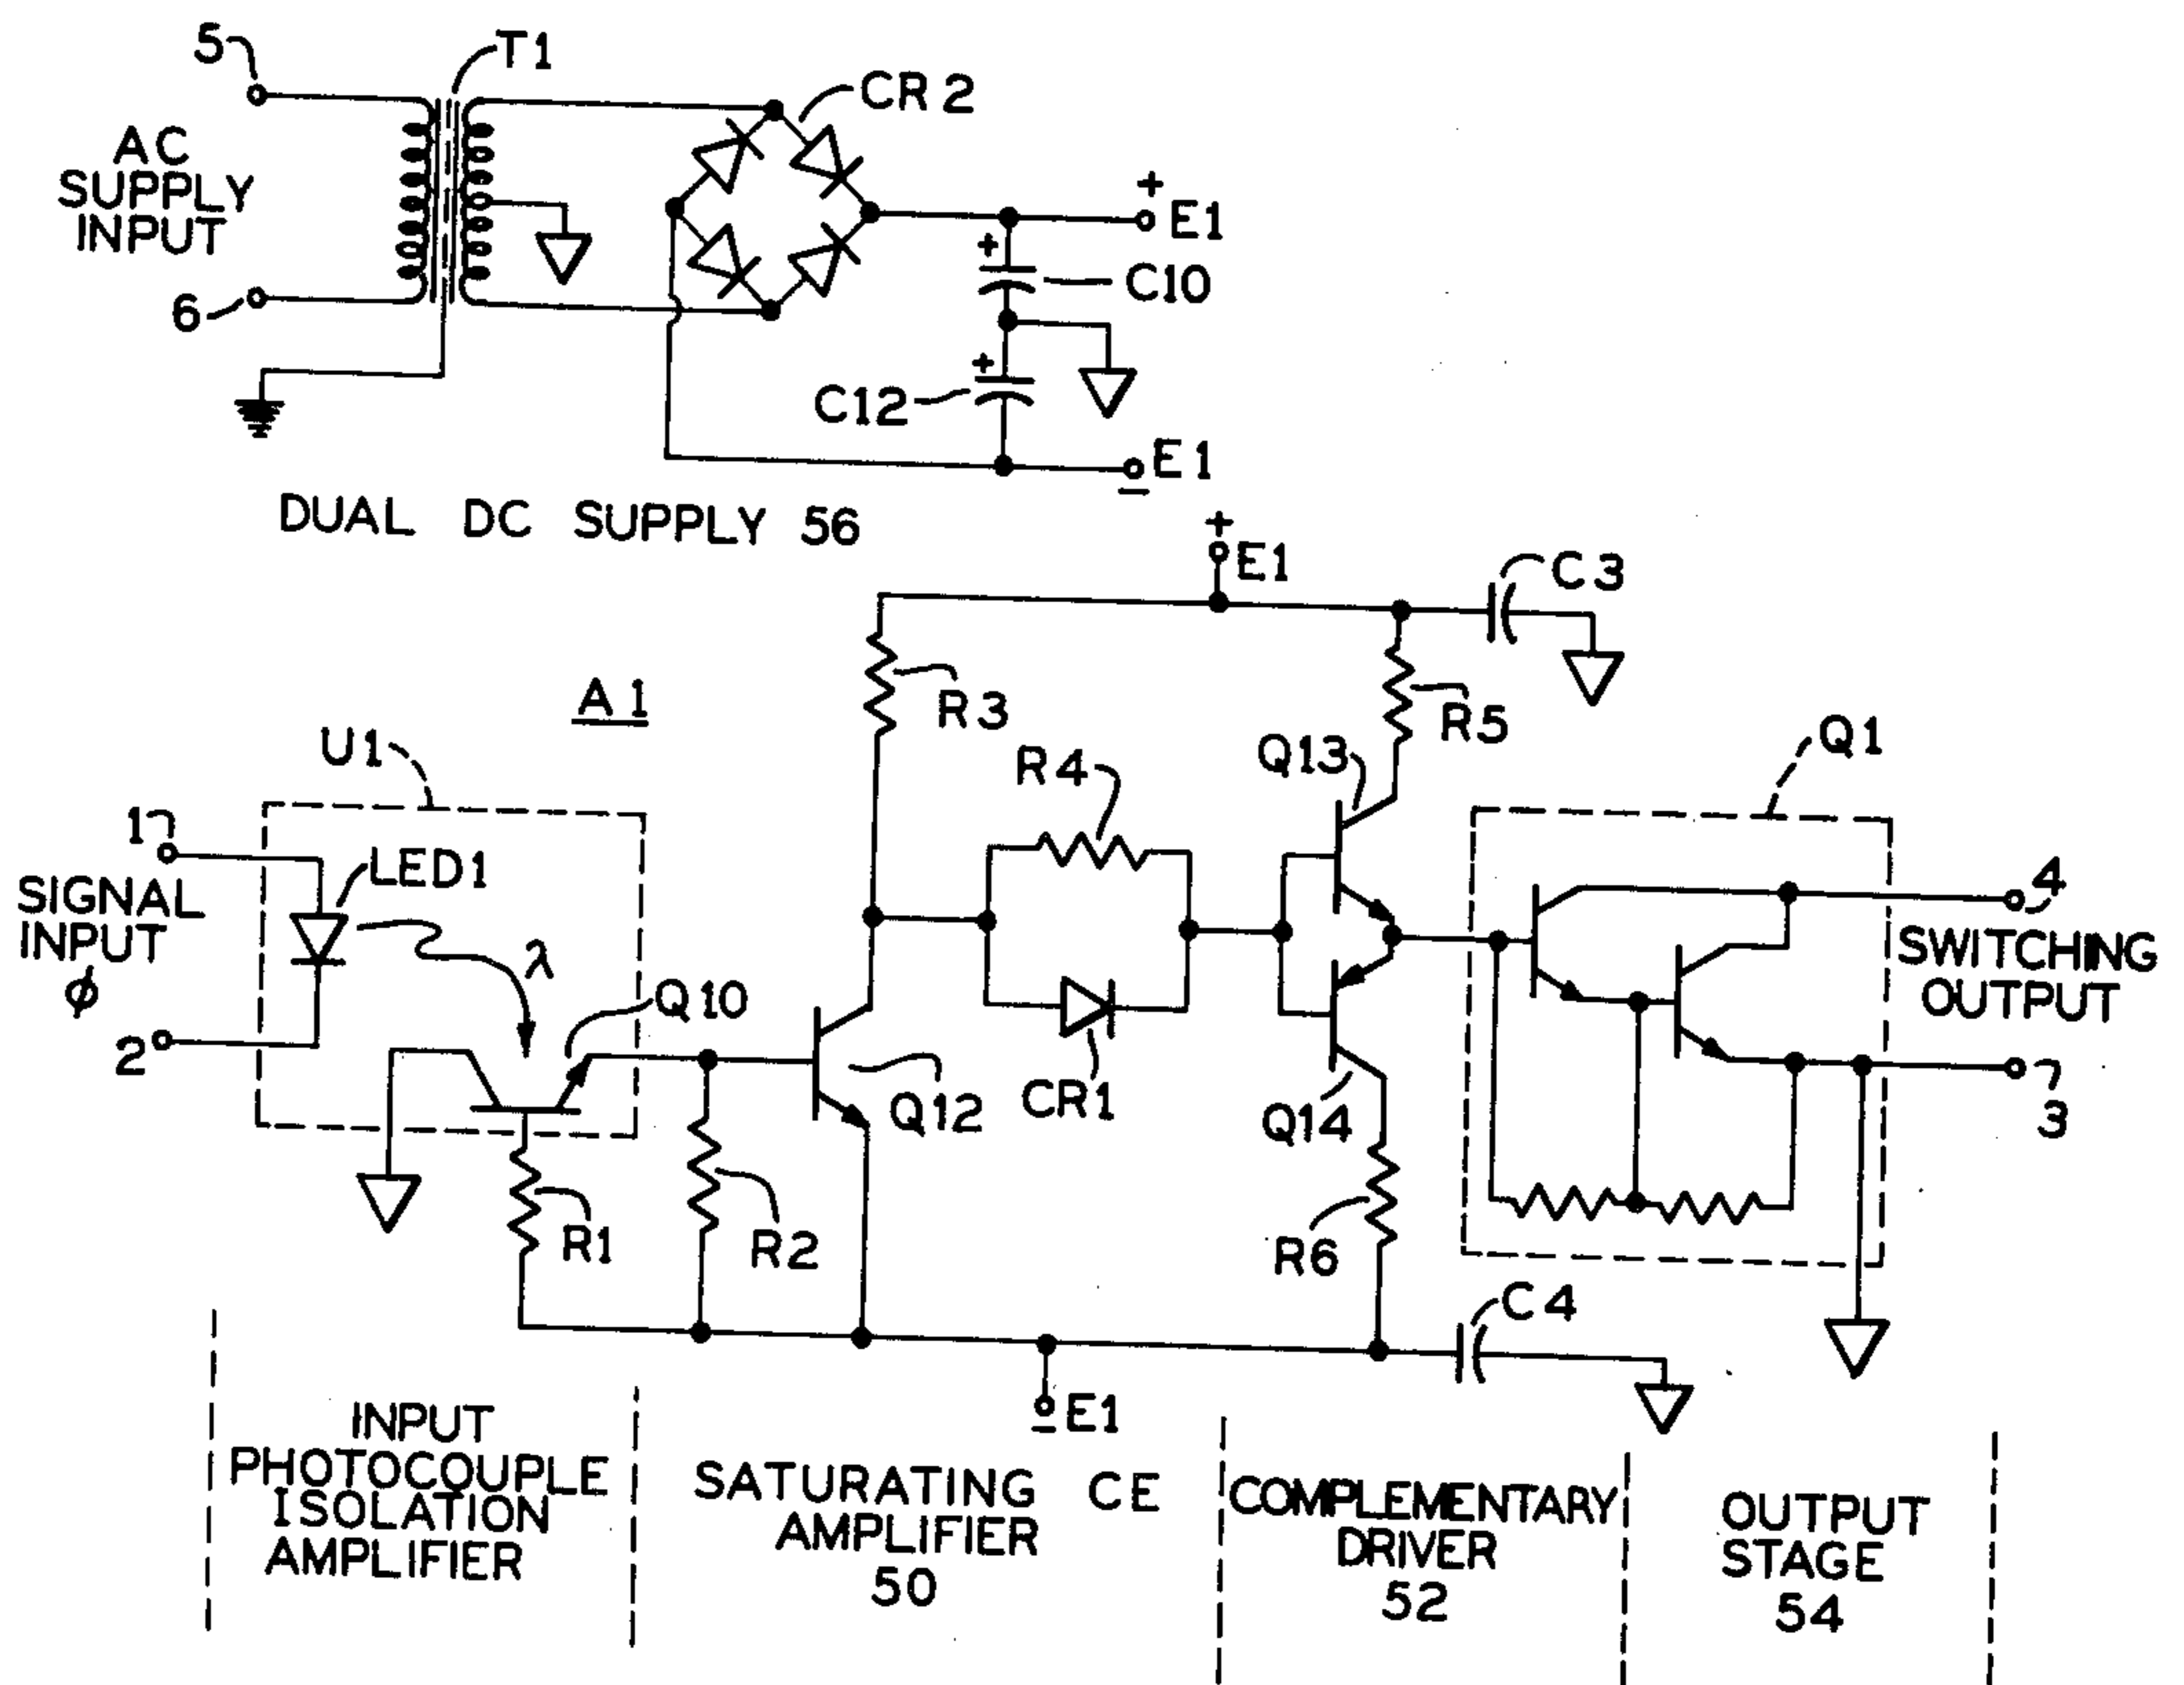 5
T1
CR2
AC
SUPPLY
INPUT
6
+
E1
+
C10
+
C12
E1
-
DUAL DC SUPPLY 56
+
E1
C3
A1
R3
R5
U1
R4
Q13
Q1
1
LED1
SIGNAL
INPUT
ϕ
λ
Q10
4
SWITCHING
OUTPUT
2
CR1
Q12
Q14
3
R1
R2
R6
C4
E1
-
INPUT
PHOTOCOUPLE
ISOLATION
AMPLIFIER
SATURATING CE
AMPLIFIER
50
COMPLEMENTARY
DRIVER
52
OUTPUT
STAGE
54